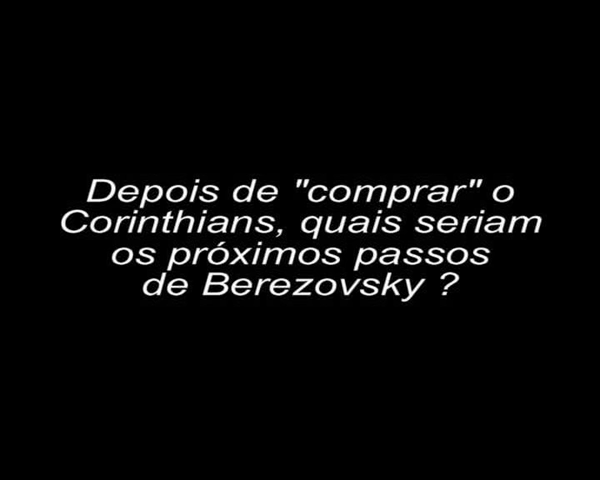 Depois de "comprar" o
Corinthians, quais seriam
os próximos passos
de Berezovsky ?